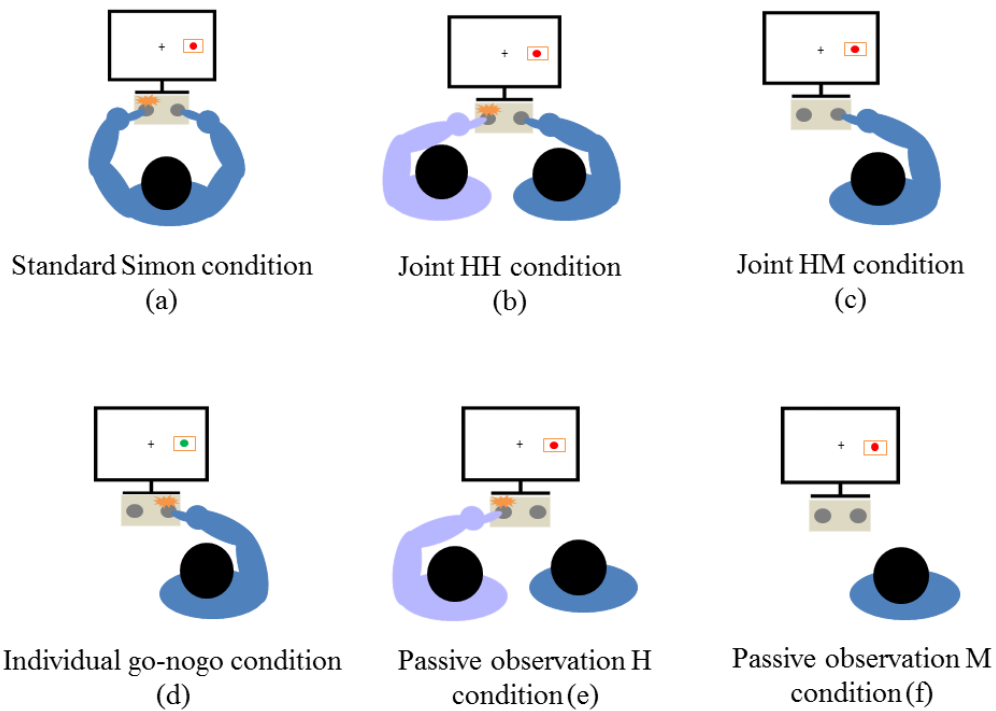 Standard Simon condition
(a)
Joint HH condition
(b)
Joint HM condition
(c)
Individual go-nogo condition
(d)
Passive observation H
condition (e)
Passive observation M
condition (f)